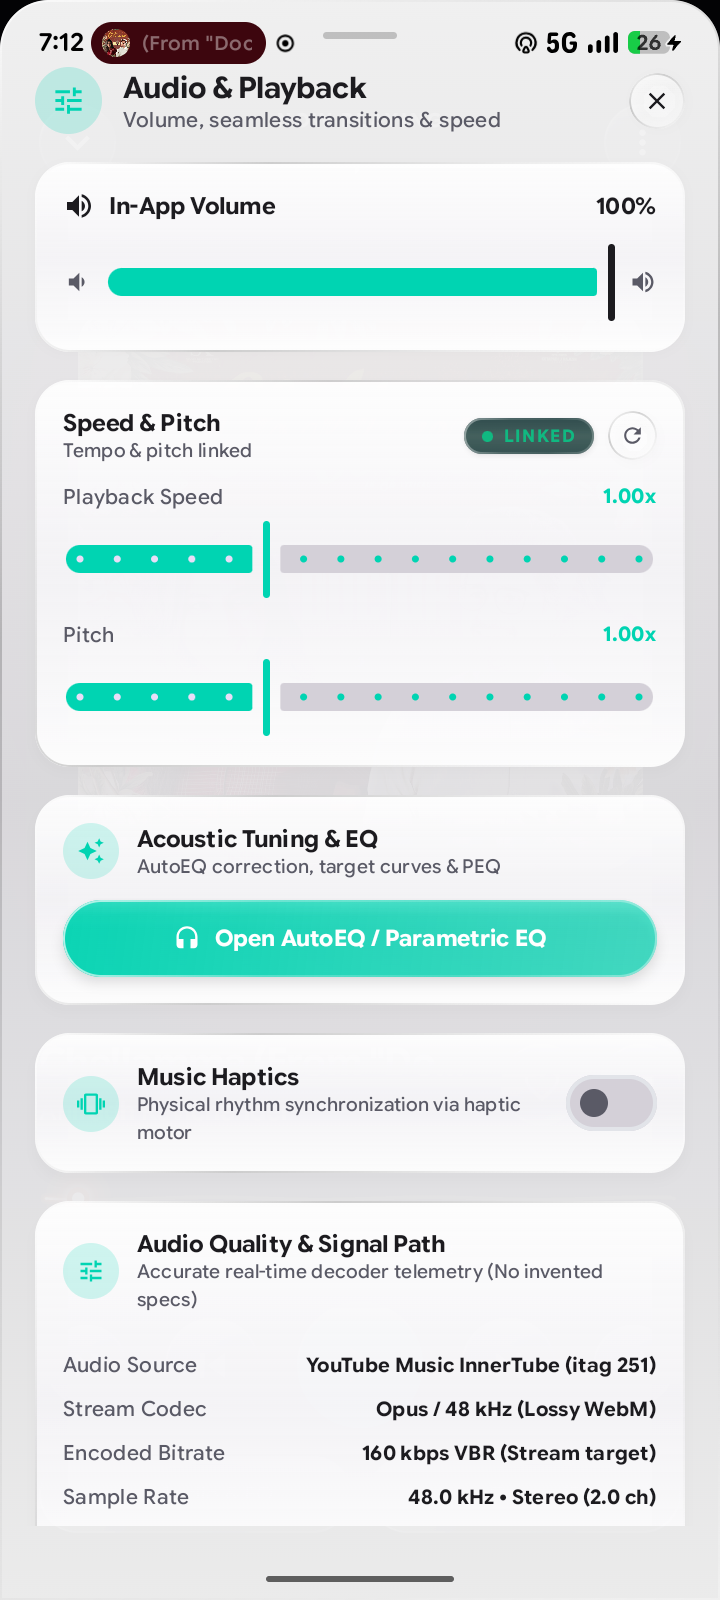 7:12
(From "Doc
5G
26
Audio & Playback
Volume, seamless transitions & speed
In-App Volume
100%
Speed & Pitch
Tempo & pitch linked
LINKED
Playback Speed
1.00x
Pitch
1.00x
Acoustic Tuning & EQ
AutoEQ correction, target curves & PEQ
Open AutoEQ / Parametric EQ
Music Haptics
Physical rhythm synchronization via haptic
motor
Audio Quality & Signal Path
Accurate real-time decoder telemetry (No invented
specs)
Audio Source
YouTube Music InnerTube (itag 251)
Stream Codec
Opus / 48 kHz (Lossy WebM)
Encoded Bitrate
160 kbps VBR (Stream target)
Sample Rate
48.0 kHz • Stereo (2.0 ch)